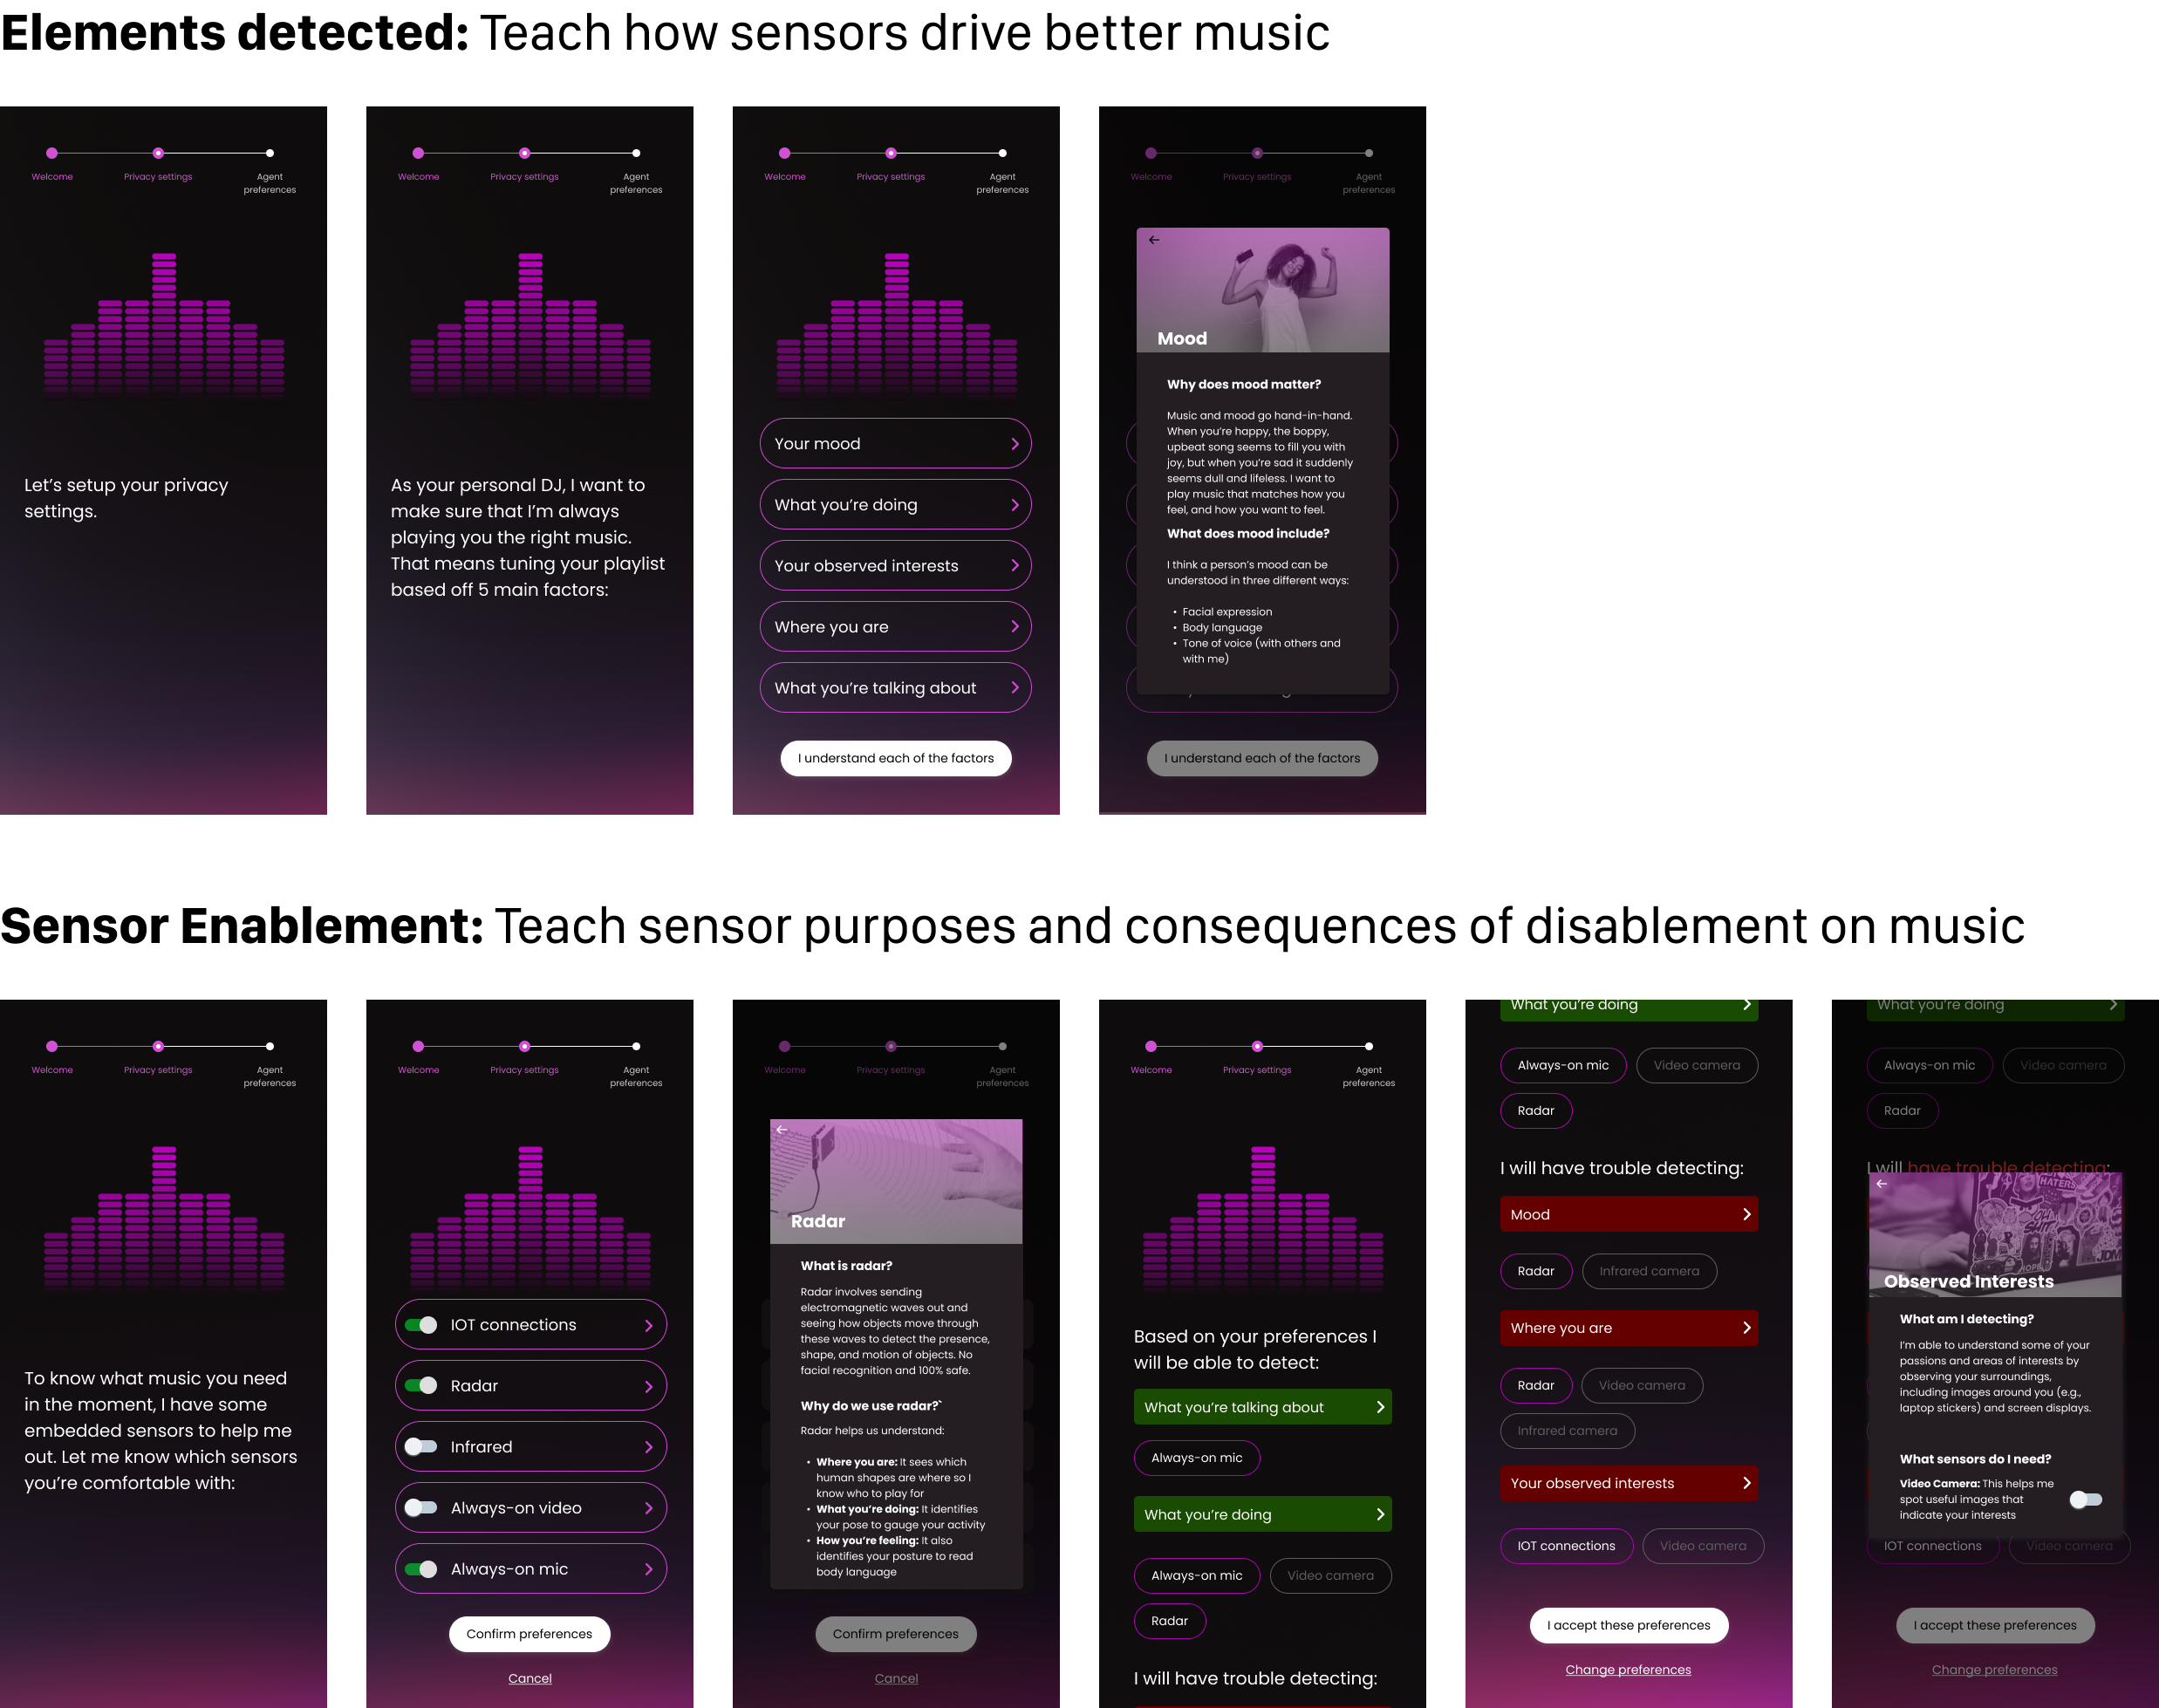 Elements detected: Teach how sensors drive better music
Welcome
Privacy settings
Agent
preferences
Let's setup your privacy
settings.
Welcome
Privacy settings
Agent
preferences
As your personal DJ, I want to
make sure that I'm always
playing you the right music.
That means tuning your playlist
based off 5 main factors:
Welcome
Privacy settings
Agent
preferences
Your mood
What you're doing
Your observed interests
Where you are
What you're talking about
I understand each of the factors
Welcome
Privacy settings
Agent
preferences
Mood
Why does mood matter?
Music and mood go hand-in-hand.
When you're happy, the boppy,
upbeat song seems to fill you with
joy, but when you're sad it suddenly
seems dull and lifeless. I want to
play music that matches how you
feel, and how you want to feel.
What does mood include?
I think a person's mood can be
understood in three different ways:
• Facial expression
• Body language
• Tone of voice (with others and
with me)
I understand each of the factors
Sensor Enablement: Teach sensor purposes and consequences of disablement on music
Welcome
Privacy settings
Agent
preferences
To know what music you need
in the moment, I have some
embedded sensors to help me
out. Let me know which sensors
you're comfortable with:
Welcome
Privacy settings
Agent
preferences
IOT connections
Radar
Infrared
Always-on video
Always-on mic
Confirm preferences
Cancel
Welcome
Privacy settings
Agent
preferences
Radar
What is radar?
Radar involves sending
electromagnetic waves out and
seeing how objects move through
these waves to detect the presence,
shape, and motion of objects. No
facial recognition and 100% safe.
Why do we use radar?`
Radar helps us understand:
• Where you are: It sees which
human shapes are where so I
know who to play for
• What you're doing: It identifies
your pose to gauge your activity
• How you're feeling: It also
identifies your posture to read
body language
Confirm preferences
Cancel
Welcome
Privacy settings
Agent
preferences
Based on your preferences I
will be able to detect:
What you're talking about
Always-on mic
What you're doing
Always-on mic Video camera
Radar
I will have trouble detecting:
What you're doing
Always-on mic Video camera
Radar
I will have trouble detecting:
Mood
Radar Infrared camera
Where you are
Radar Video camera
Infrared camera
Your observed interests
IOT connections Video camera
I accept these preferences
Change preferences
What you're doing
Always-on mic Video camera
Radar
I will have trouble detecting:
HATERS
Observed Interests
What am I detecting?
I'm able to understand some of your
passions and areas of interests by
observing your surroundings,
including images around you (e.g.,
laptop stickers) and screen displays.
What sensors do I need?
Video Camera: This helps me
spot useful images that
indicate your interests
IOT connections Video camera
I accept these preferences
Change preferences